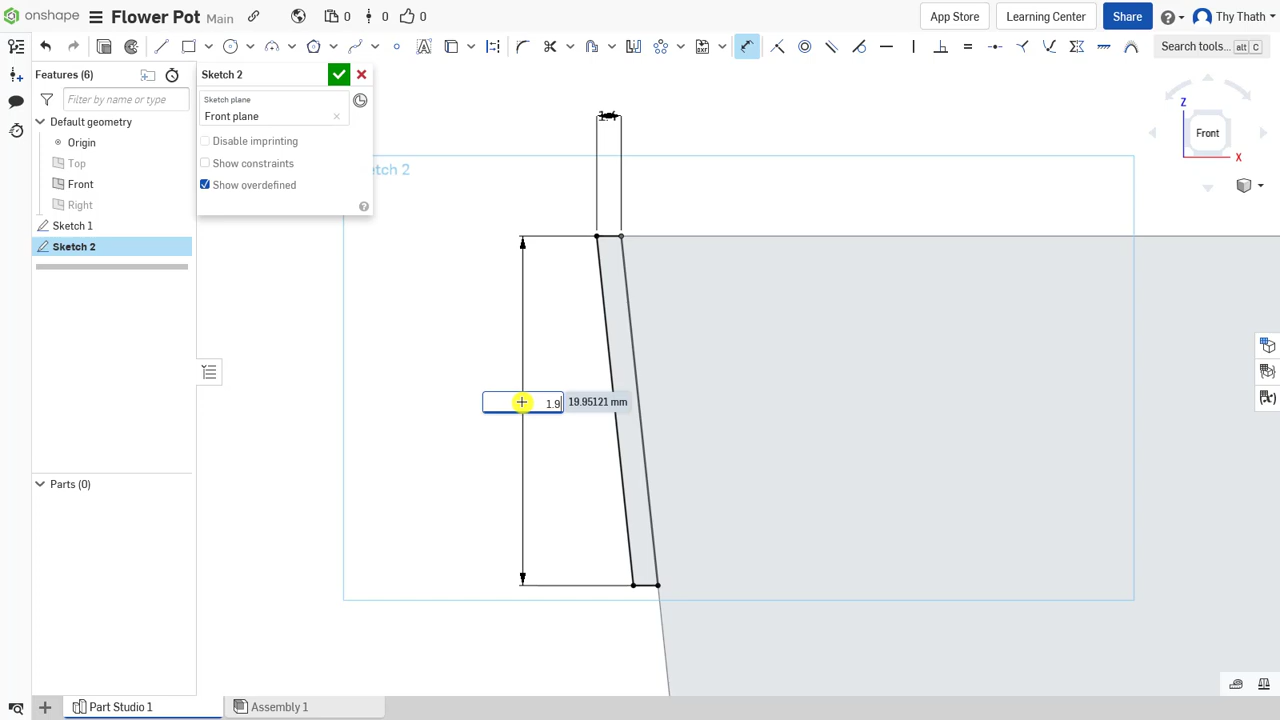 onshape Flower Pot Main 0 0 0 App Store Learning Center Share Thy Thath
Search tools... alt C
Features (6)
Filter by name or type
Default geometry
Origin
Top
Front
Right
Sketch 1
Sketch 2
Parts (0)
Sketch 2
Sketch plane
Front plane
Disable imprinting
Show constraints
Show overdefined
tch 2
1.9 19.95121 mm
Z
Front
X
Part Studio 1 Assembly 1